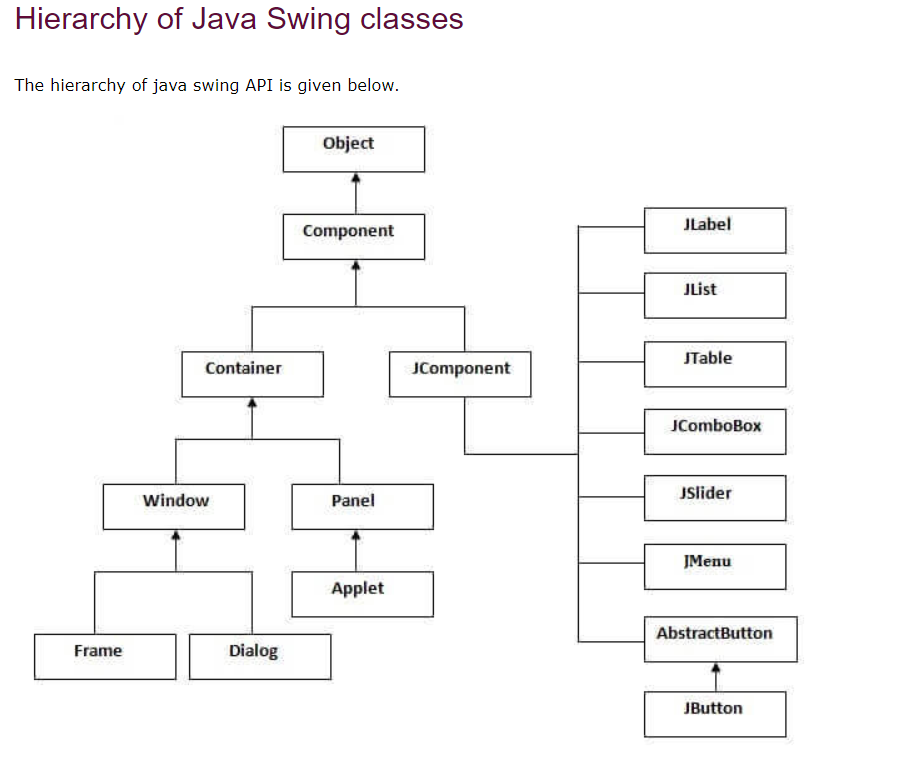 Hierarchy of Java Swing classes
The hierarchy of java swing API is given below.
Object
Component
Container
JComponent
Window
Panel
Applet
Frame
Dialog
JLabel
JList
JTable
JComboBox
JSlider
JMenu
AbstractButton
JButton